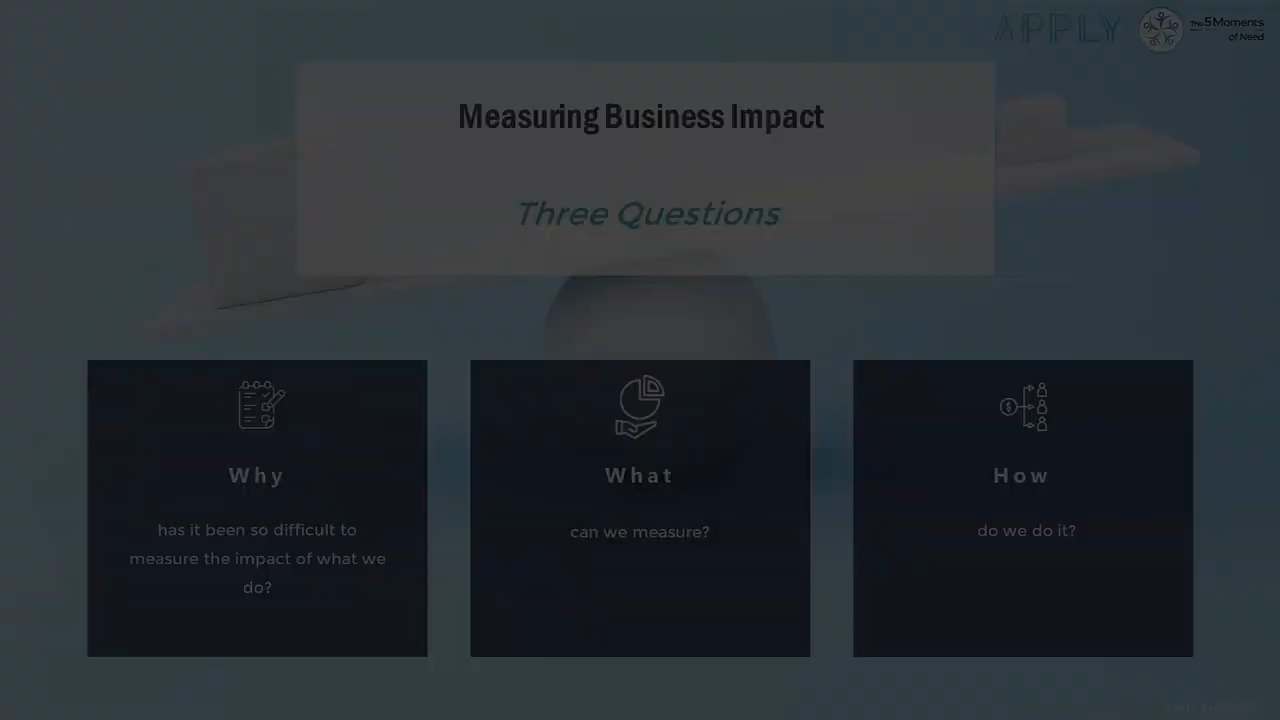 APPLY
The 5 Moments
of Need
Measuring Business Impact
Three Questions
Why
has it been so difficult to
measure the impact of what we
do?
What
can we measure?
How
do we do it?